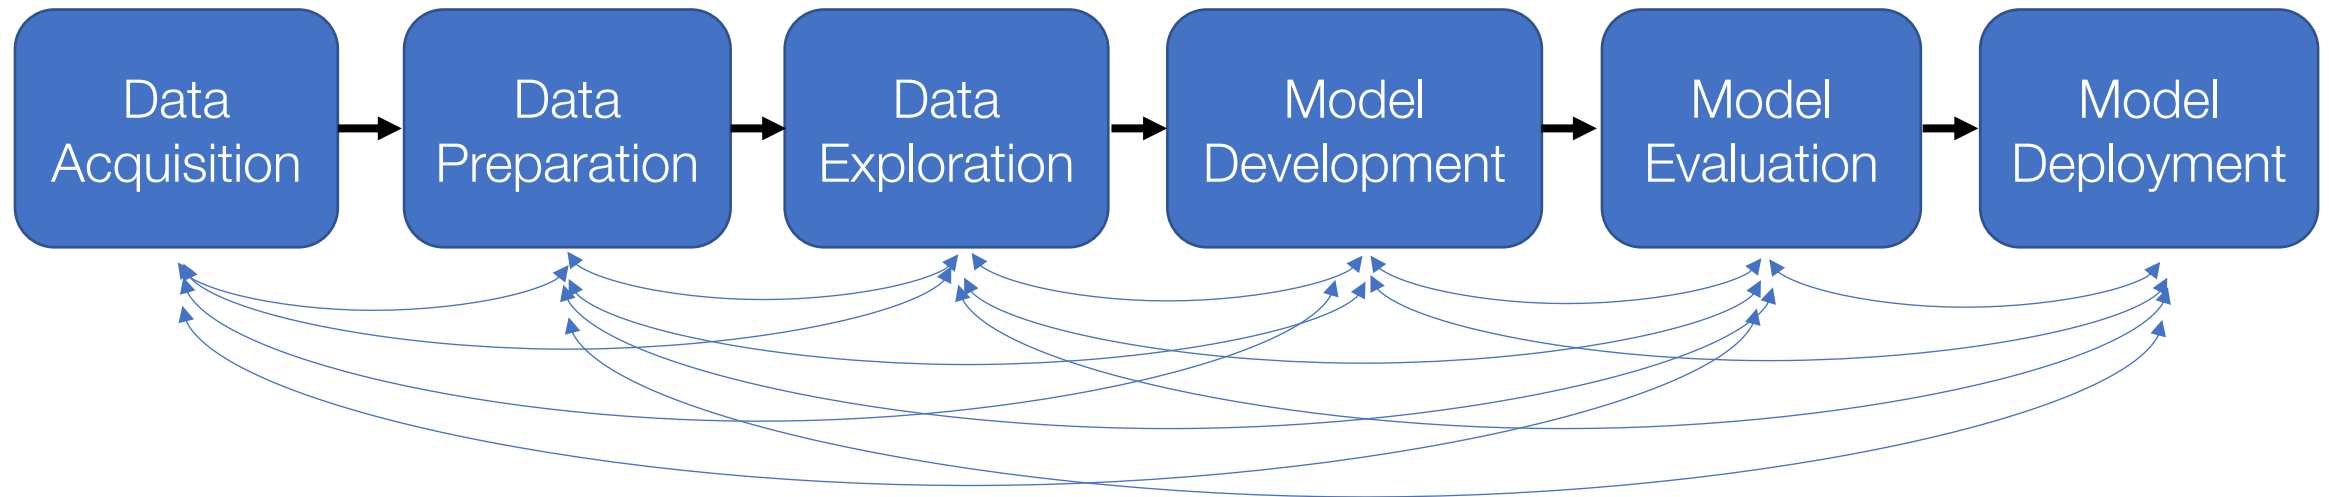 Data
Acquisition
Data
Preparation
Data
Exploration
Model
Development
Model
Evaluation
Model
Deployment